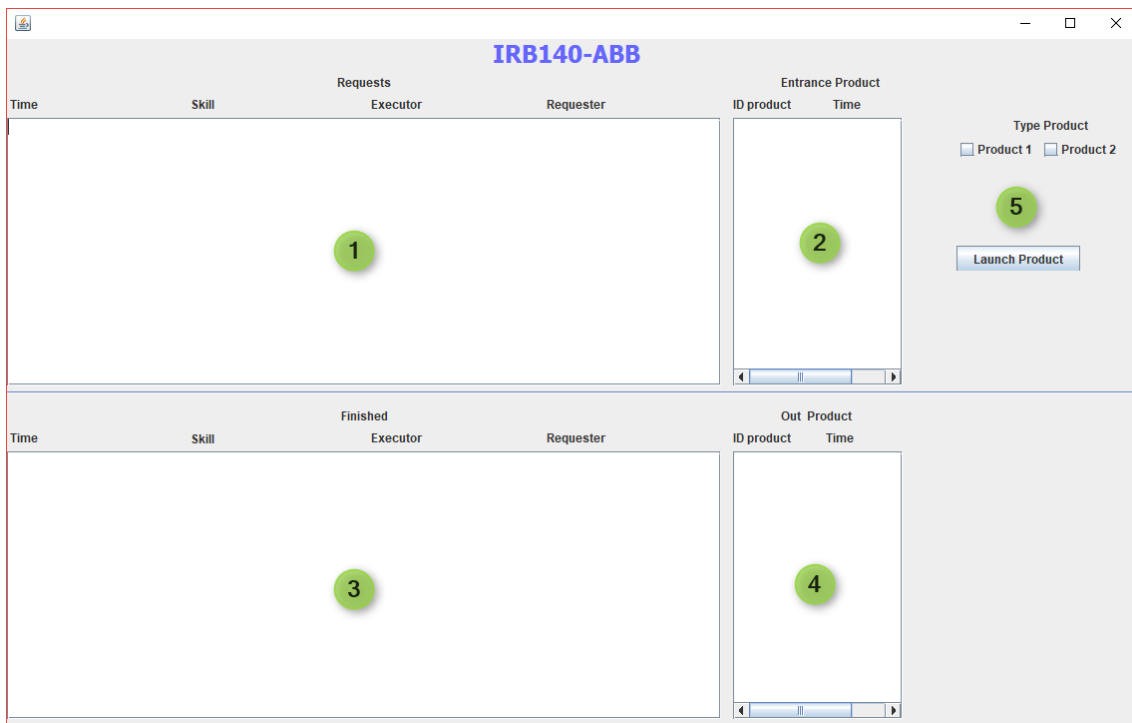 IRB140-ABB
Requests Entrance Product
Time Skill Executor Requester ID product Time
Type Product
Product 1 Product 2
5
1 2
Launch Product
Finished Out Product
Time Skill Executor Requester ID product Time
3 4